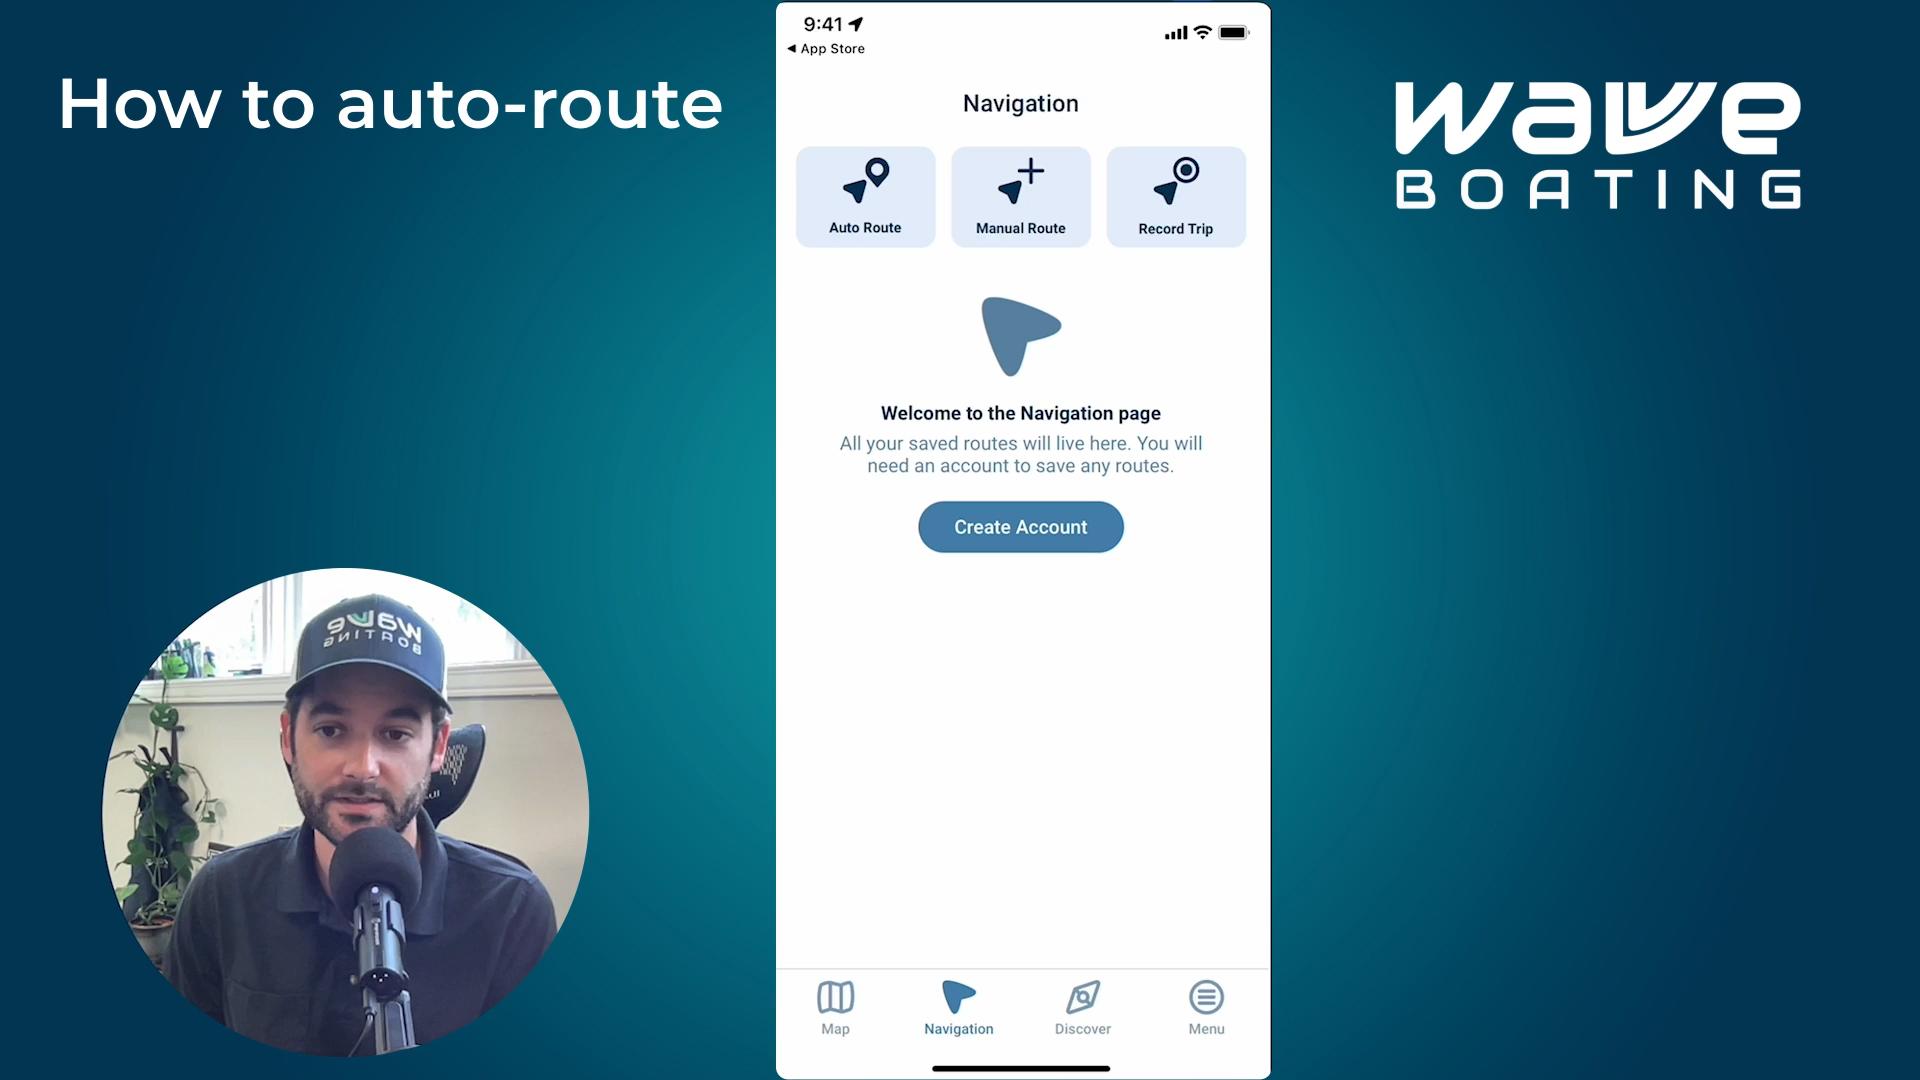 How to auto-route
9:41
App Store
Navigation
Auto Route
Manual Route
Record Trip
Welcome to the Navigation page
All your saved routes will live here. You will
need an account to save any routes.
Create Account
Map
Navigation
Discover
Menu
wave
BOATING
wave
BOATING